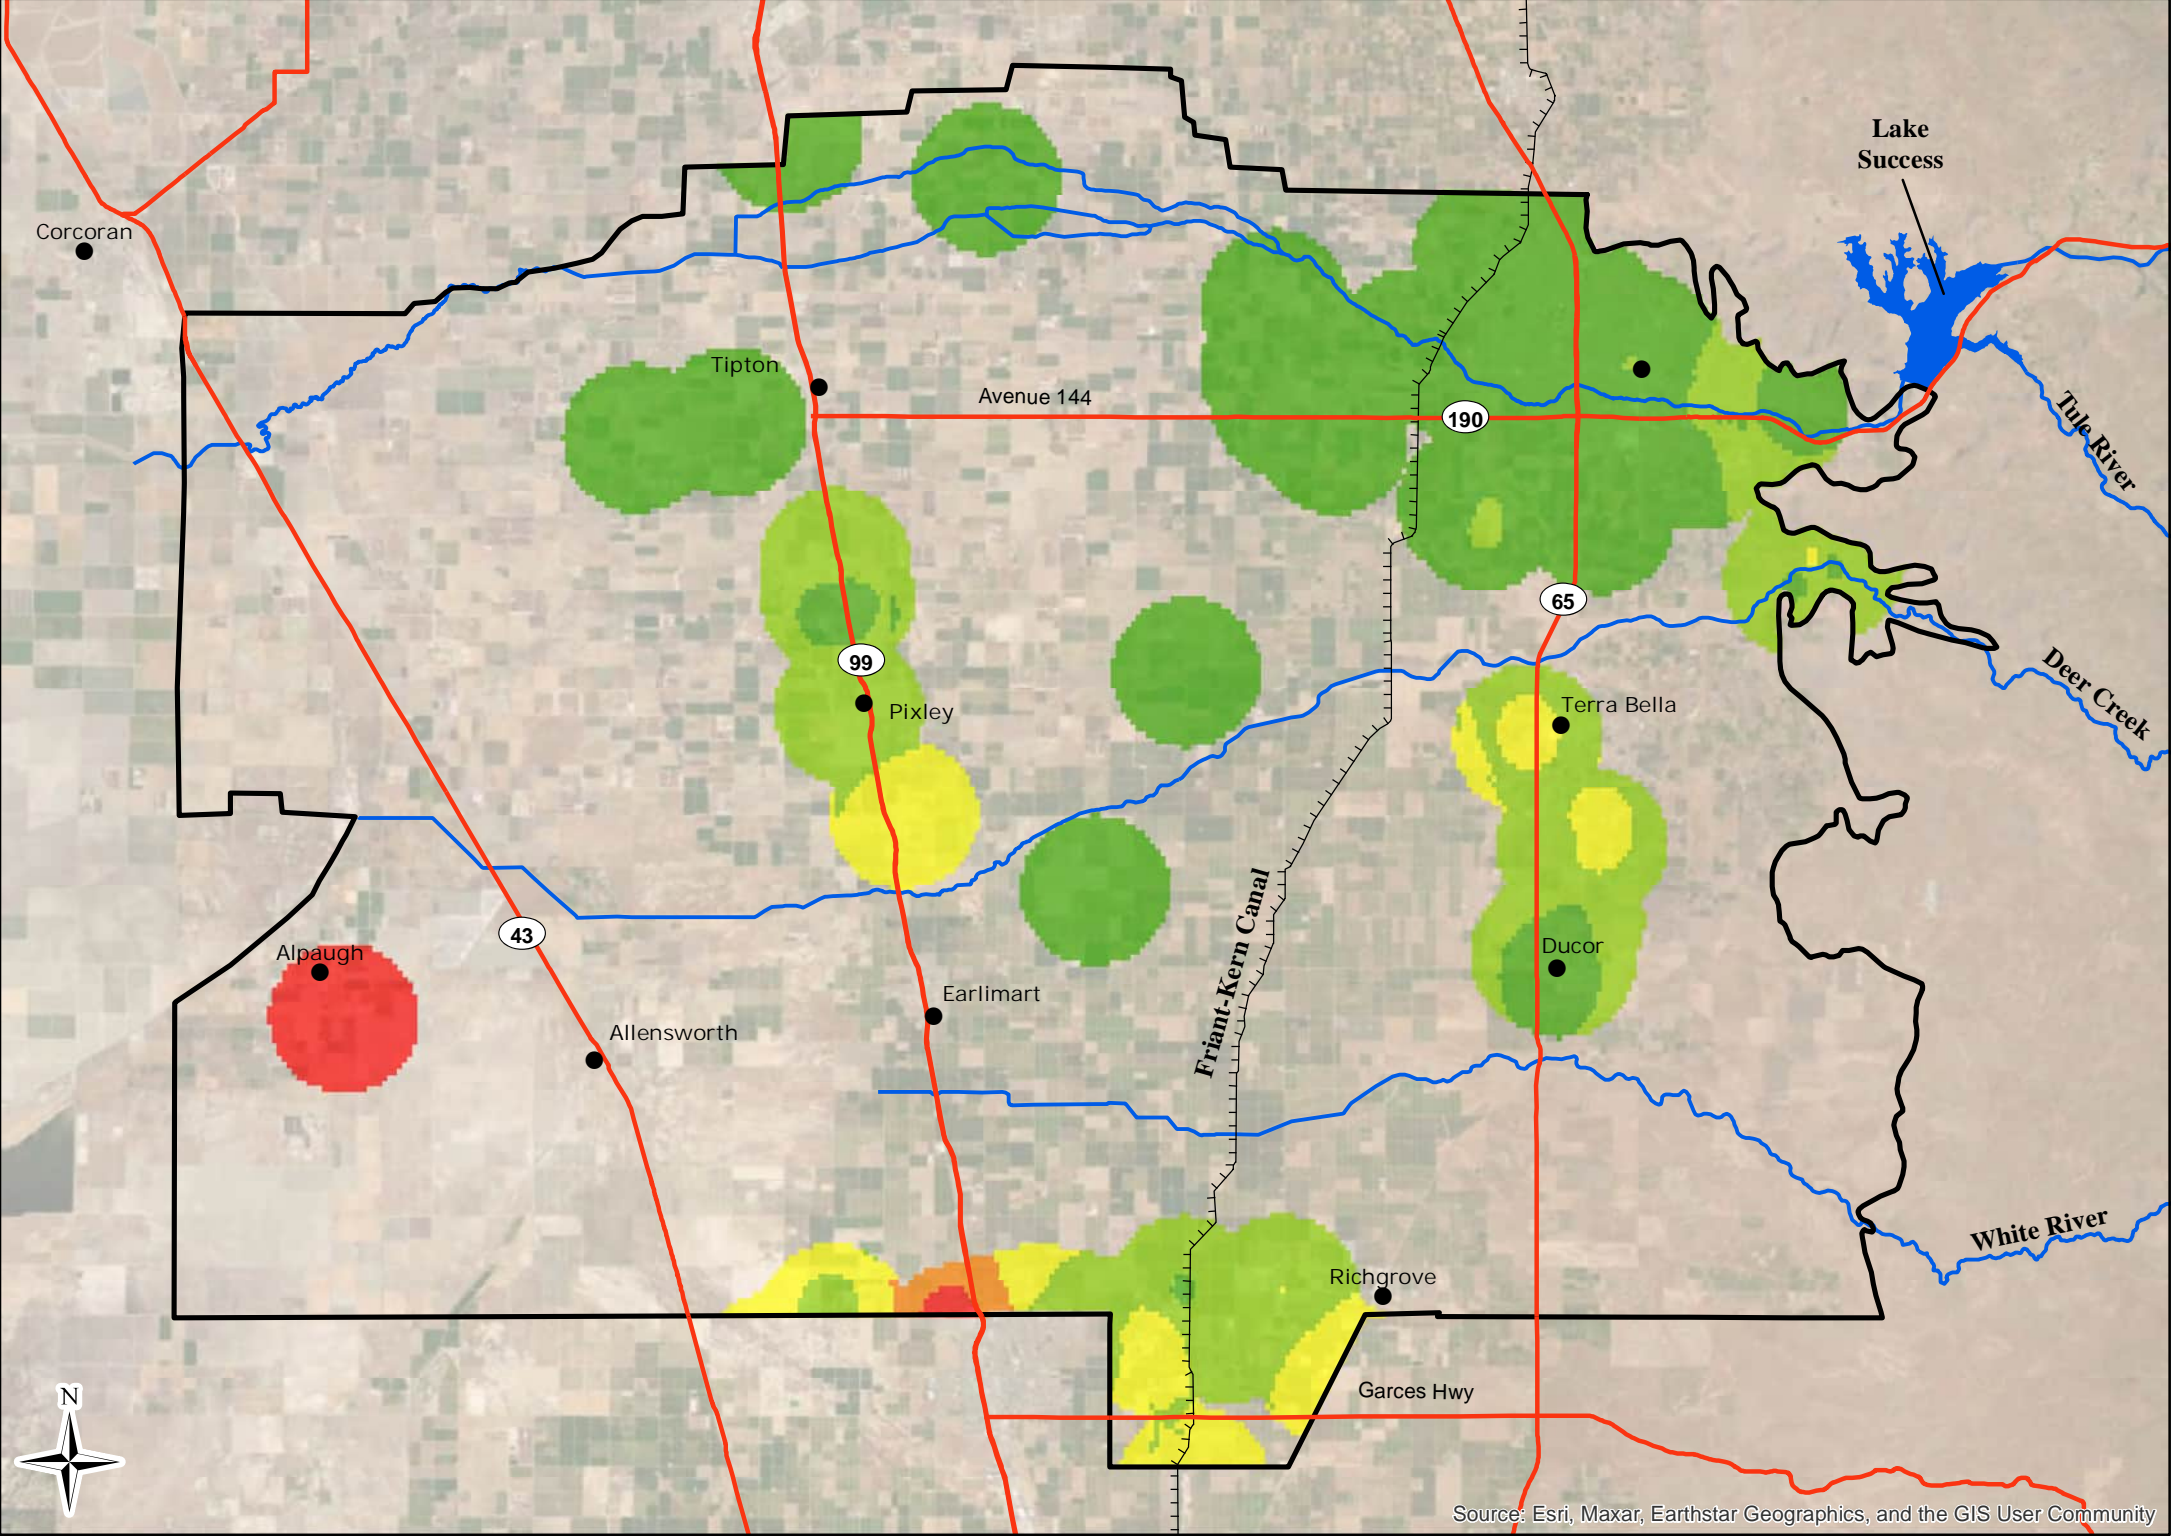 Lake
Success
Corcoran
Tipton
Avenue 144
190
Tule River
65
99
Pixley
Terra Bella
Deer Creek
Friant-Kern Canal
43
Ducor
Alpaugh
Earlimart
Allensworth
White River
Richgrove
Garces Hwy
N
Source: Esri, Maxar, Earthstar Geographics, and the GIS User Community